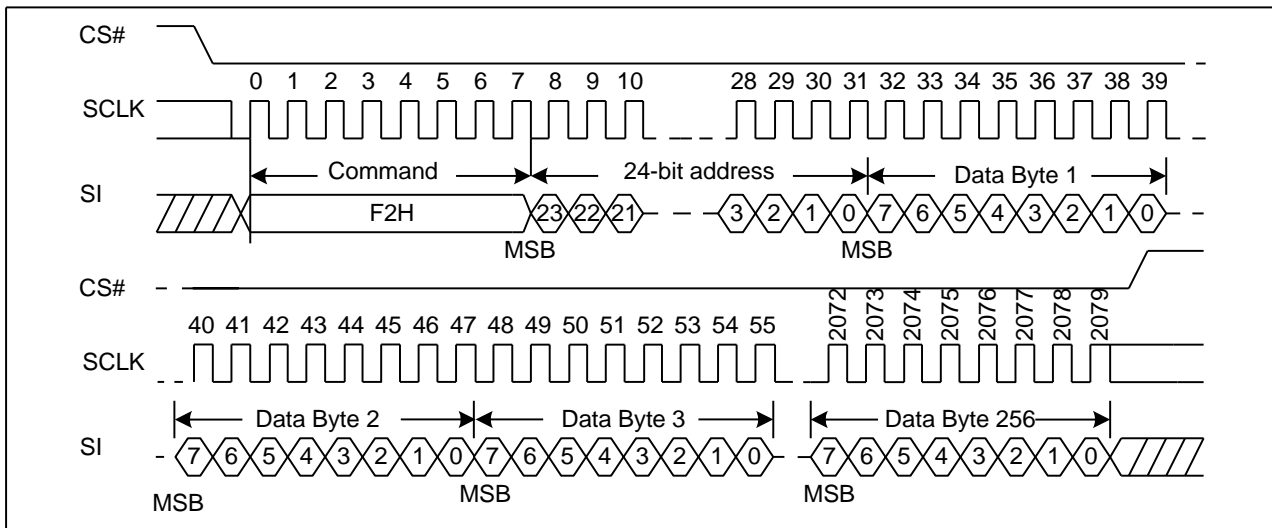 CS#
0 1 2 3 4 5 6 7 8 9 10 28 29 30 31 32 33 34 35 36 37 38 39
SCLK
Command 24-bit address Data Byte 1
SI
F2H 23 22 21 3 2 1 0 7 6 5 4 3 2 1 0
MSB MSB
CS#
40 41 42 43 44 45 46 47 48 49 50 51 52 53 54 55 2072 2073 2074 2075 2076 2077 2078 2079
SCLK
Data Byte 2 Data Byte 3 Data Byte 256
SI
7 6 5 4 3 2 1 0 7 6 5 4 3 2 1 0 7 6 5 4 3 2 1 0
MSB MSB MSB